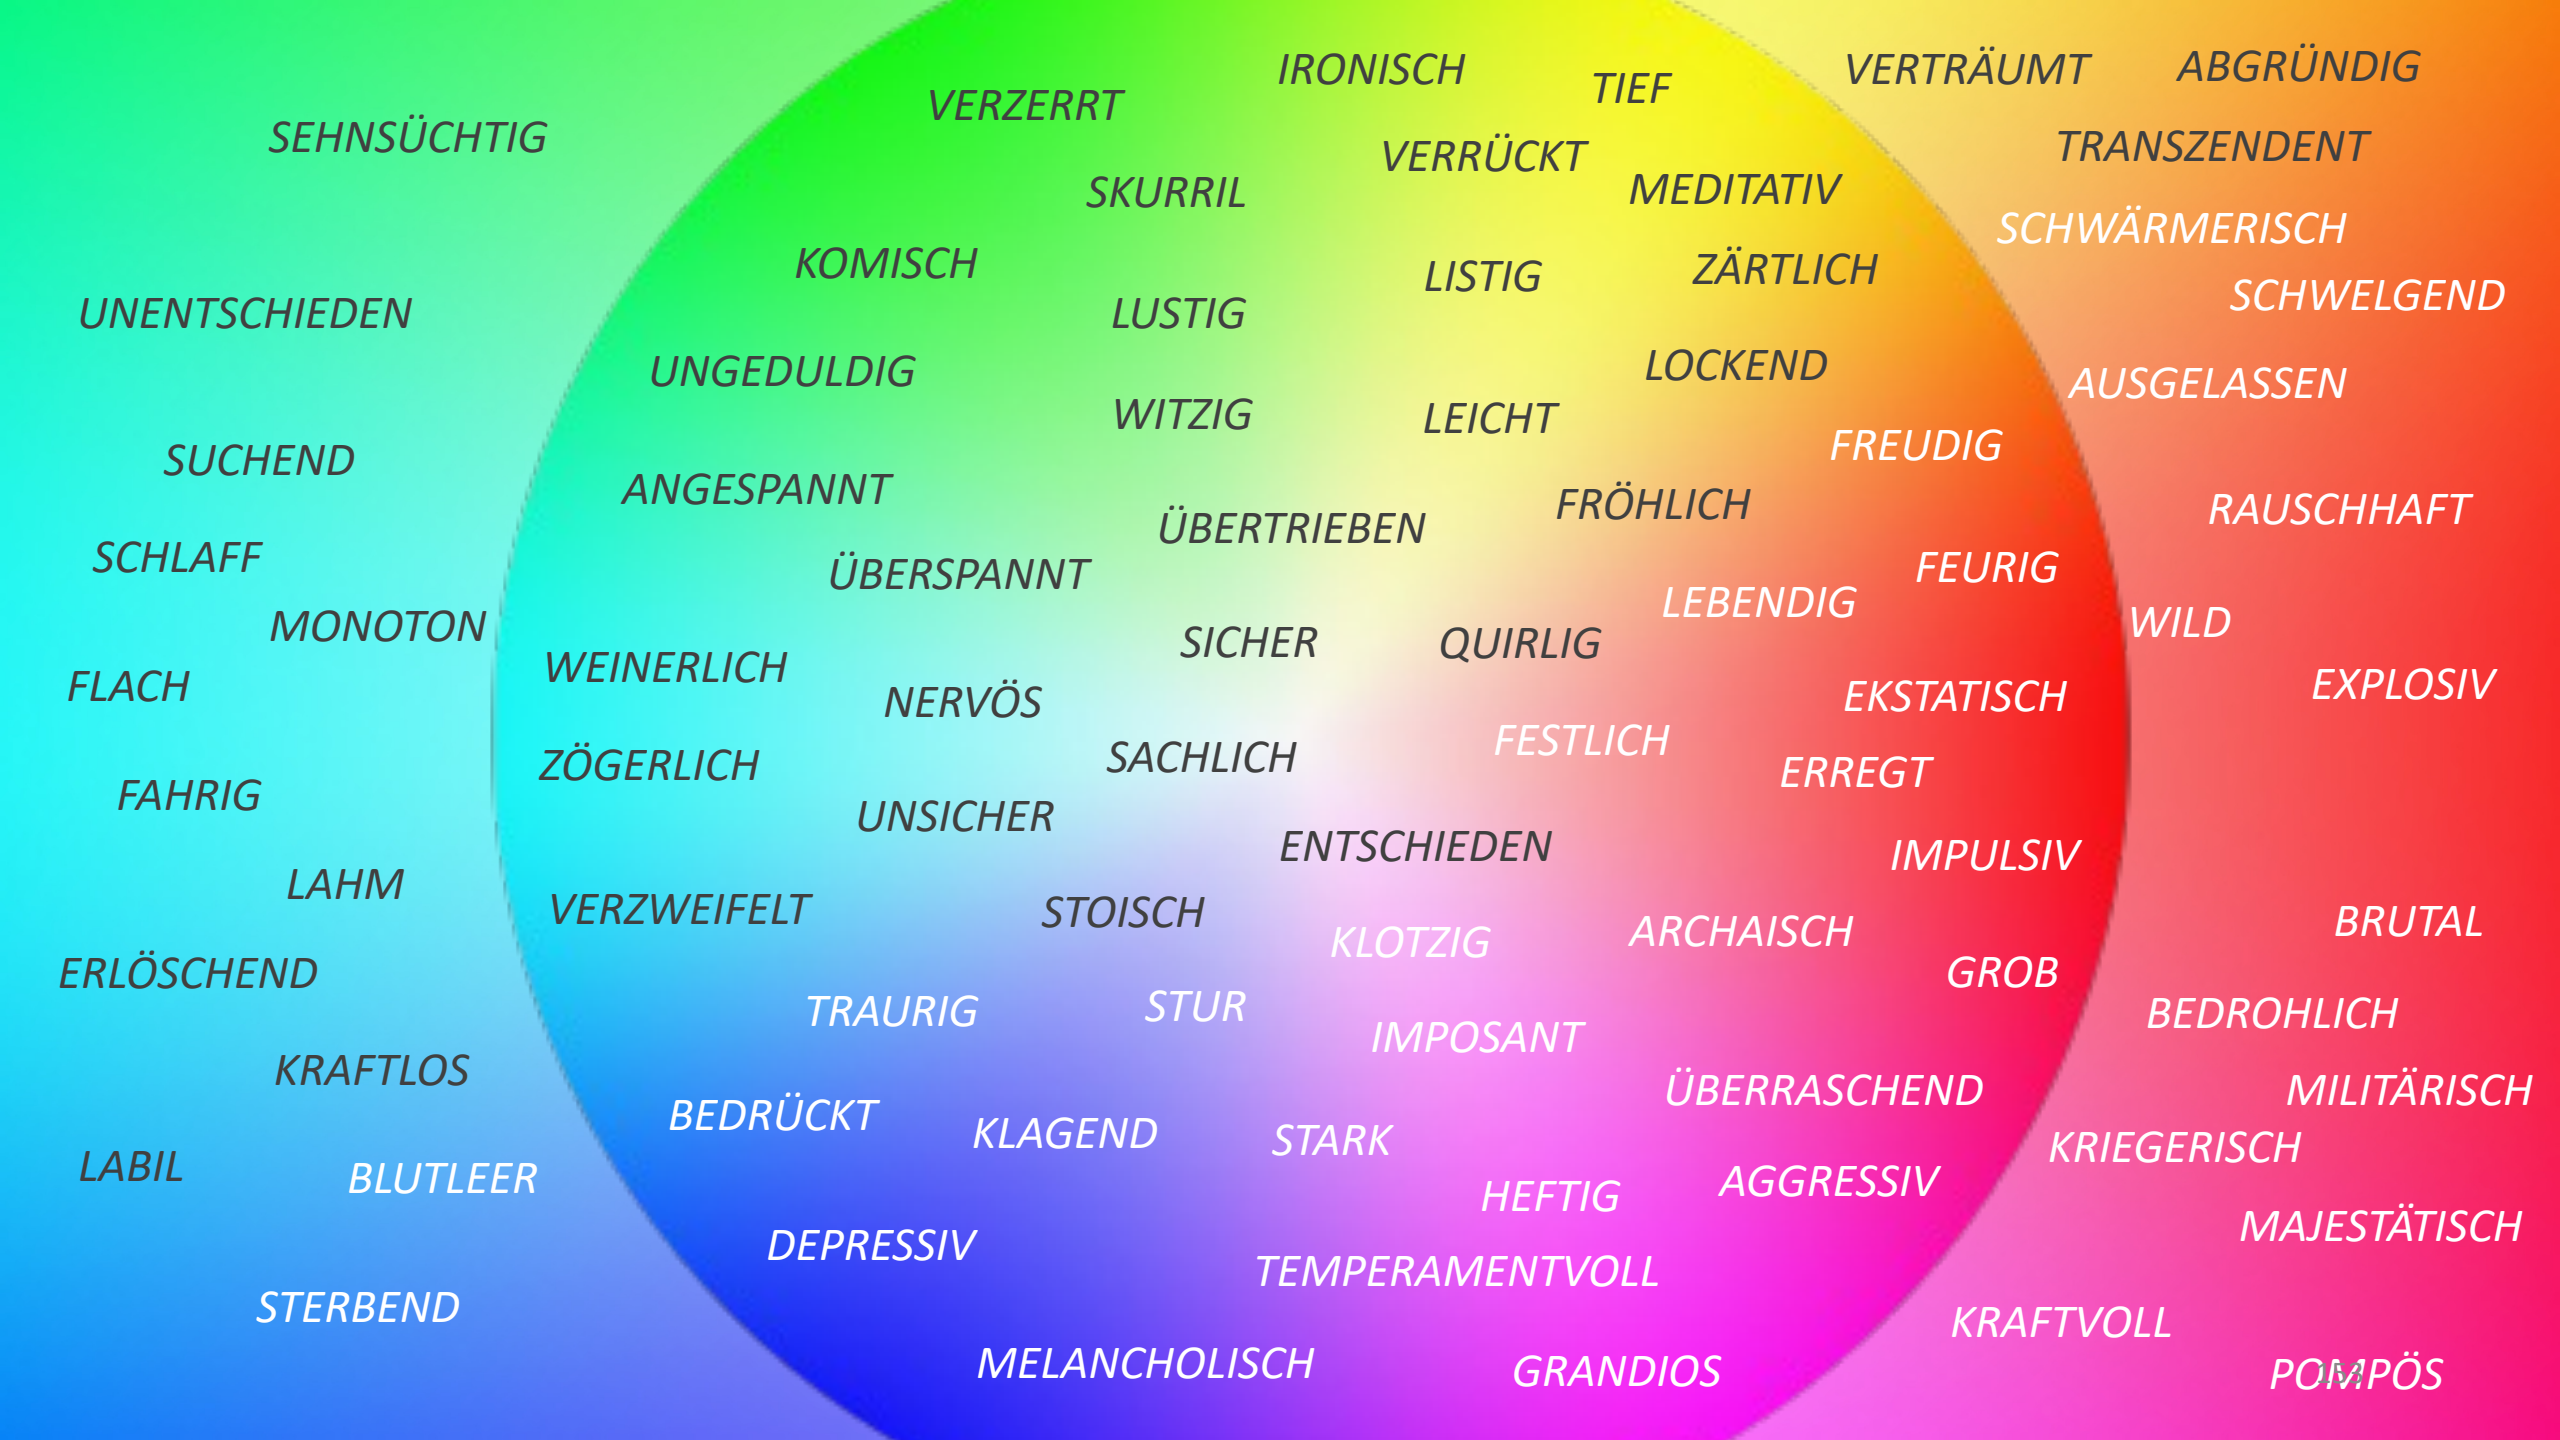 IRONISCH
TIEF
VERTRÄUMT
ABGRÜNDIG
VERZERRT
SEHNSÜCHTIG
VERRÜCKT
TRANSZENDENT
SKURRIL
MEDITATIV
SCHWÄRMERISCH
KOMISCH
LISTIG
ZÄRTLICH
SCHWELGEND
UNENTSCHIEDEN
LUSTIG
UNGEDULDIG
LOCKEND
AUSGELASSEN
WITZIG
LEICHT
FREUDIG
SUCHEND
ANGESPANNT
FRÖHLICH
RAUSCHHAFT
ÜBERTRIEBEN
SCHLAFF
ÜBERSPANNT
FEURIG
LEBENDIG
MONOTON
WILD
SICHER
QUIRLIG
WEINERLICH
FLACH
NERVÖS
EKSTATISCH
EXPLOSIV
FESTLICH
ZÖGERLICH
SACHLICH
ERREGT
FAHRIG
UNSICHER
ENTSCHIEDEN
IMPULSIV
LAHM
VERZWEIFELT
STOISCH
BRUTAL
KLOTZIG
ARCHAISCH
ERLÖSCHEND
GROB
TRAURIG
STUR
BEDROHLICH
IMPOSANT
KRAFTLOS
ÜBERRASCHEND
MILITÄRISCH
BEDRÜCKT
KLAGEND
STARK
KRIEGERISCH
LABIL
BLUTLEER
HEFTIG
AGGRESSIV
MAJESTÄTISCH
DEPRESSIV
TEMPERAMENTVOLL
STERBEND
KRAFTVOLL
MELANCHOLISCH
GRANDIOS
POMPÖS
153